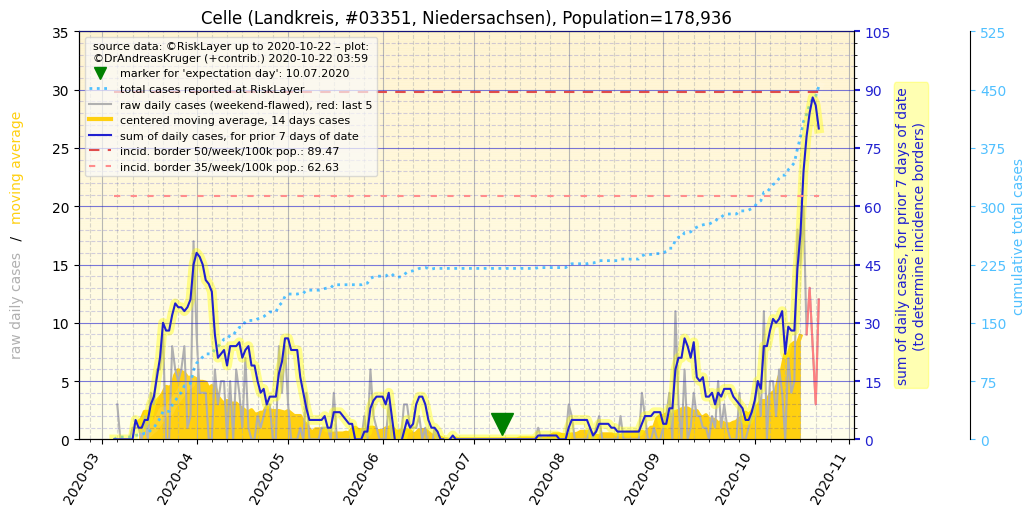 Celle (Landkreis, #03351, Niedersachsen), Population=178,936
source data: ©RiskLayer up to 2020-10-22 – plot:
©DrAndreasKruger (+contrib.) 2020-10-22 03:59
marker for 'expectation day': 10.07.2020
total cases reported at RiskLayer
raw daily cases (weekend-flawed), red: last 5
centered moving average, 14 days cases
sum of daily cases, for prior 7 days of date
incid. border 50/week/100k pop.: 89.47
incid. border 35/week/100k pop.: 62.63
raw daily cases / moving average
35
30
25
20
15
10
5
0
2020-03
2020-04
2020-05
2020-06
2020-07
2020-08
2020-09
2020-10
2020-11
105
90
75
60
45
30
15
0
sum of daily cases, for prior 7 days of date
(to determine incidence borders)
525
450
375
300
225
150
75
0
cumulative total cases